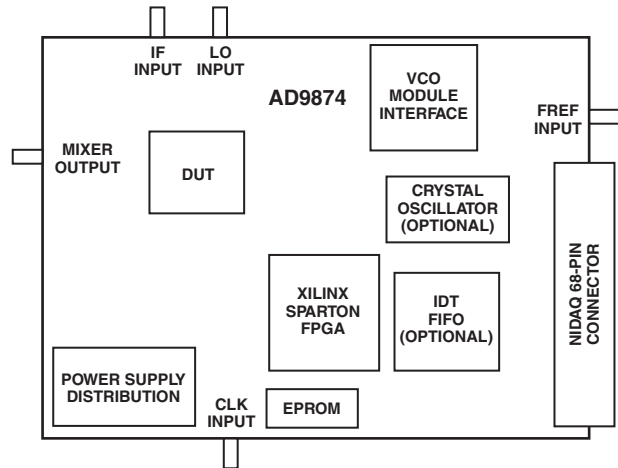 IF
INPUT
LO
INPUT
AD9874
VCO
MODULE
INTERFACE
FREF
INPUT
MIXER
OUTPUT
DUT
CRYSTAL
OSCILLATOR
(OPTIONAL)
XILINX
SPARTON
FPGA
IDT
FIFO
(OPTIONAL)
NIDAQ 68-PIN
CONNECTOR
POWER SUPPLY
DISTRIBUTION
CLK
INPUT
EPROM